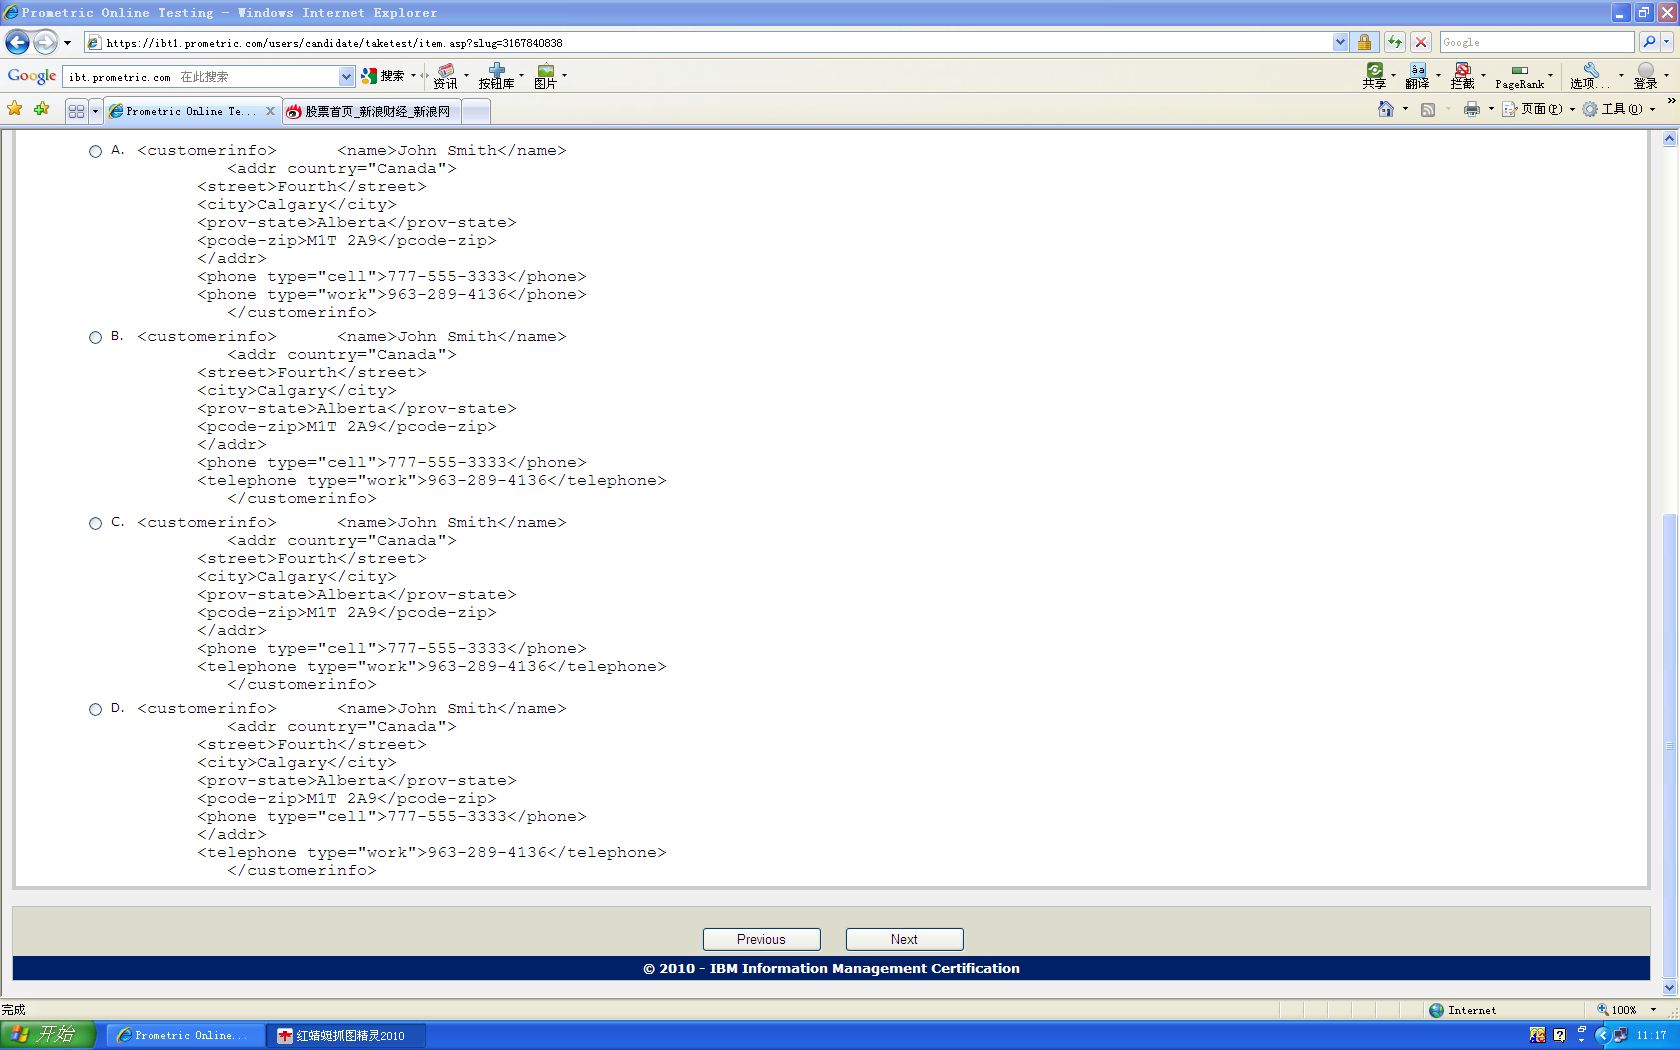 Prometric Online Testing - Windows Internet Explorer
https://ibt1.prometric.com/users/candidate/taketest/item.asp?slug=3167840838
Google
Google
ibt.prometric.com 在此搜索
搜索
资讯
按钮库
图片
共享
翻译
拦截
PageRank
选项...
登录
Prometric Online Te...
股票首页_新浪财经_新浪网
页面(P)
工具(O)
A. <customerinfo> <name>John Smith</name>
<addr country="Canada">
<street>Fourth</street>
<city>Calgary</city>
<prov-state>Alberta</prov-state>
<pcode-zip>M1T 2A9</pcode-zip>
</addr>
<phone type="cell">777-555-3333</phone>
<phone type="work">963-289-4136</phone>
</customerinfo>
B. <customerinfo> <name>John Smith</name>
<addr country="Canada">
<street>Fourth</street>
<city>Calgary</city>
<prov-state>Alberta</prov-state>
<pcode-zip>M1T 2A9</pcode-zip>
</addr>
<phone type="cell">777-555-3333</phone>
<telephone type="work">963-289-4136</telephone>
</customerinfo>
C. <customerinfo> <name>John Smith</name>
<addr country="Canada">
<street>Fourth</street>
<city>Calgary</city>
<prov-state>Alberta</prov-state>
<pcode-zip>M1T 2A9</pcode-zip>
</addr>
<phone type="cell">777-555-3333</phone>
<telephone type="work">963-289-4136</telephone>
</customerinfo>
D. <customerinfo> <name>John Smith</name>
<addr country="Canada">
<street>Fourth</street>
<city>Calgary</city>
<prov-state>Alberta</prov-state>
<pcode-zip>M1T 2A9</pcode-zip>
<phone type="cell">777-555-3333</phone>
</addr>
<telephone type="work">963-289-4136</telephone>
</customerinfo>
Previous
Next
© 2010 - IBM Information Management Certification
完成
Internet
100%
开始
Prometric Online...
红蜻蜓抓图精灵2010
11:17